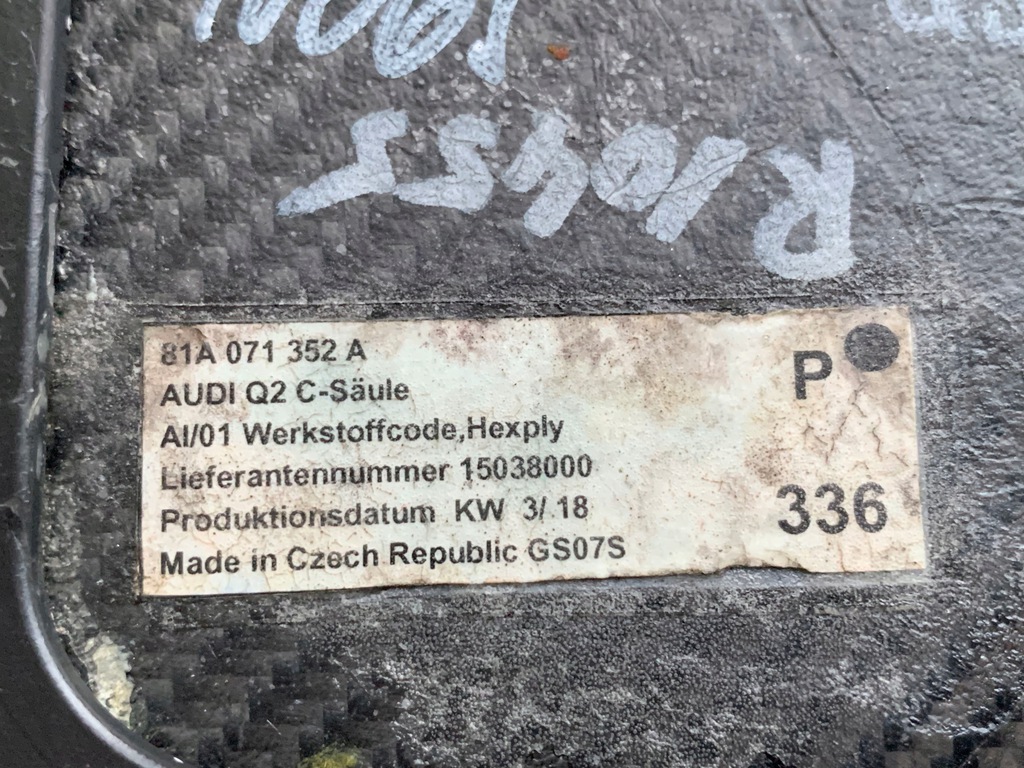 R10455
81A 071 352 A
P
AUDI Q2 C-Säule
AI/01 Werkstoffcode,Hexply
Lieferantennummer 15038000
336
Produktionsdatum KW 3/ 18
Made in Czech Republic GS07S